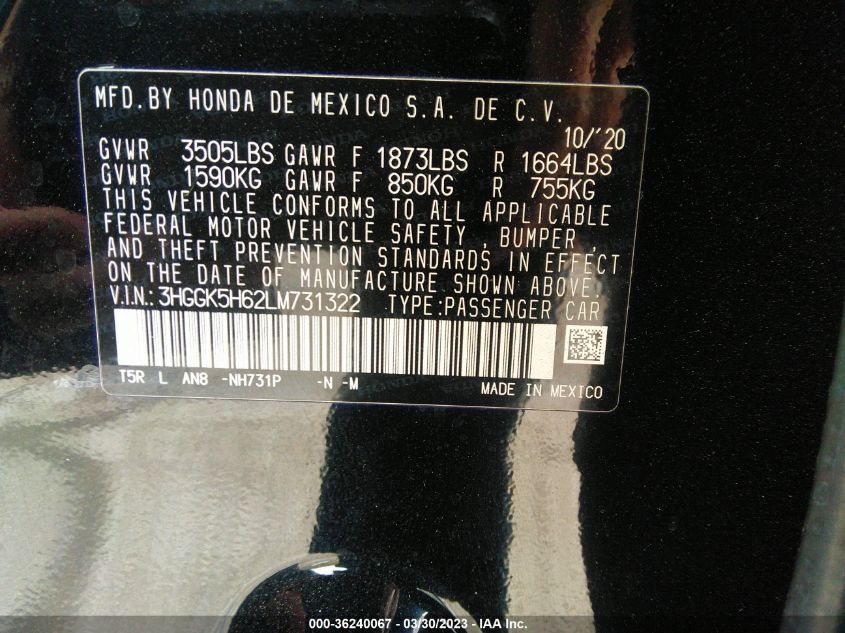 MFD.BY HONDA DE MEXICO S.A. DE C.V.
10/'20
GVWR 3505LBS GAWR F 1873LBS R 1664LBS
GVWR 1590KG GAWR F 850KG R 755KG
THIS VEHICLE CONFORMS TO ALL APPLICABLE
FEDERAL MOTOR VEHICLE SAFETY , BUMPER ,
AND THEFT PREVENTION STANDARDS IN EFFECT
ON THE DATE OF MANUFACTURE SHOWN ABOVE.
V.I.N.:3HGGK5H62LM731322 TYPE:PASSENGER CAR
T5R L AN8 -NH731P -N -M MADE IN MEXICO
000-36240067 - 03/30/2023 - IAA Inc.